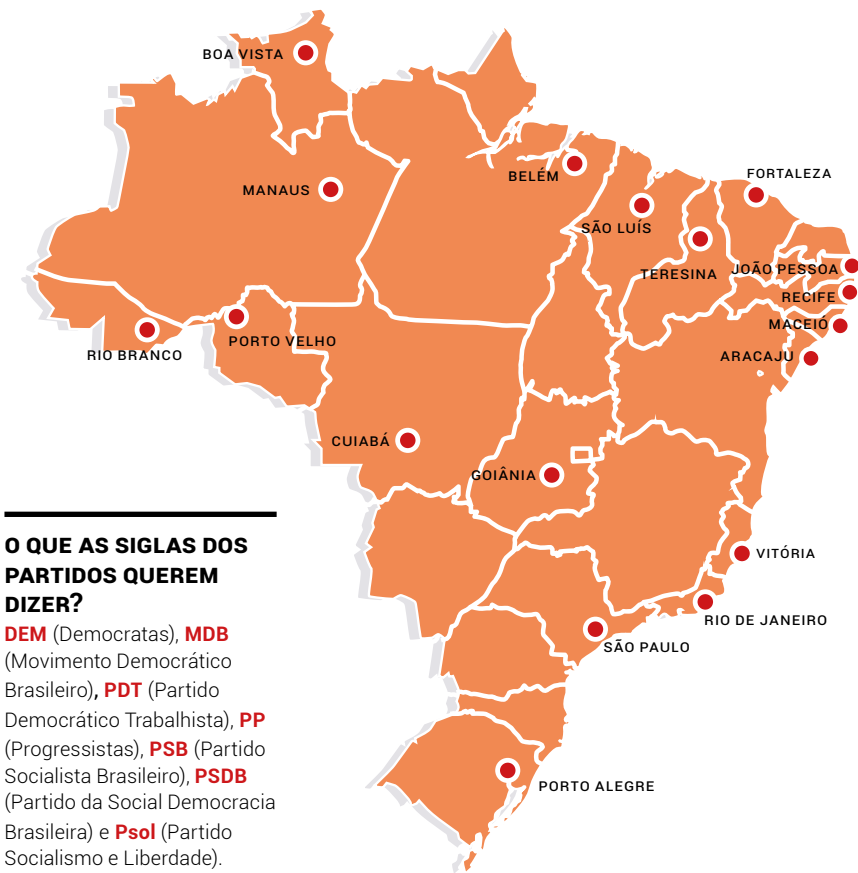 BOA VISTA
MANAUS
BELÉM
FORTALEZA
SÃO LUÍS
TERESINA
JOÃO PESSOA
RECIFE
MACEIÓ
ARACAJU
RIO BRANCO
PORTO VELHO
CUIABÁ
GOIÂNIA
VITÓRIA
RIO DE JANEIRO
SÃO PAULO
PORTO ALEGRE
O QUE AS SIGLAS DOS
PARTIDOS QUEREM
DIZER?
DEM (Democratas), MDB
(Movimento Democrático
Brasileiro), PDT (Partido
Democrático Trabalhista), PP
(Progressistas), PSB (Partido
Socialista Brasileiro), PSDB
(Partido da Social Democracia
Brasileira) e Psol (Partido
Socialismo e Liberdade).